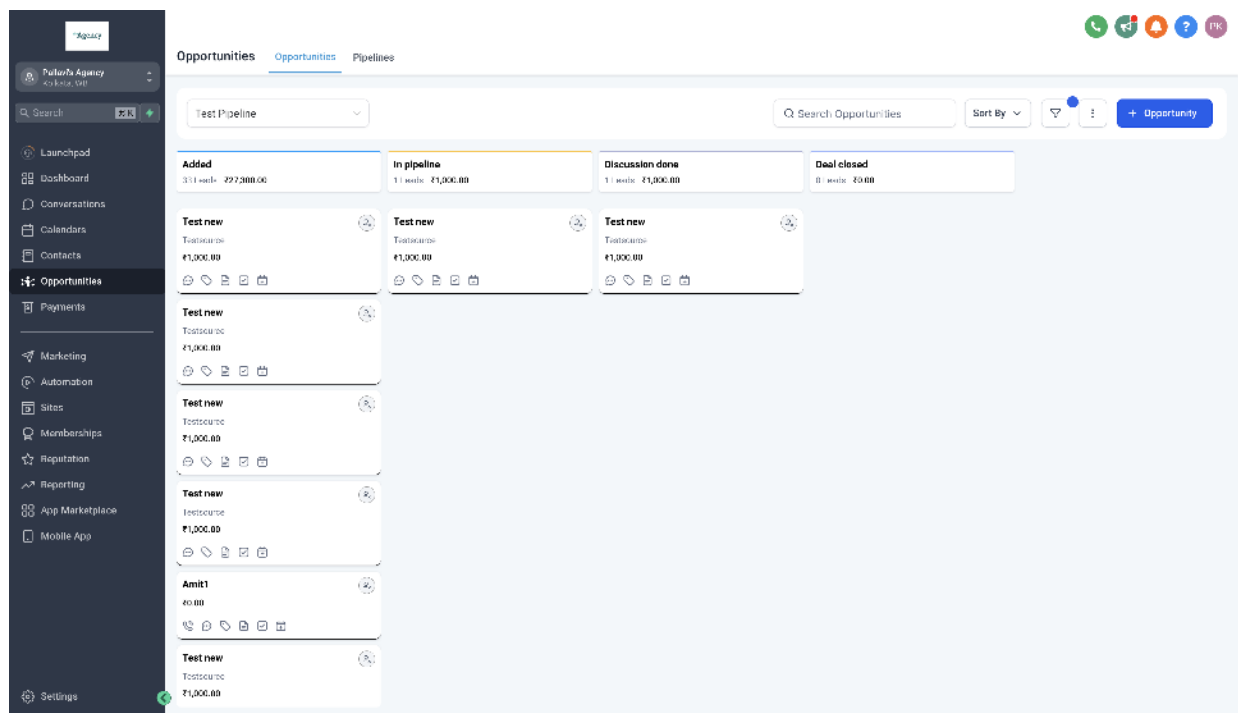 Agency
PK
Opportunities Opportunities Pipelines
Pallavi's Agency
Kolkata, WB
Search
Test Pipeline
Search Opportunities
Sort By
+ Opportunity
Launchpad
Dashboard
Conversations
Calendars
Contacts
Opportunities
Payments
Marketing
Automation
Sites
Memberships
Reputation
Reporting
App Marketplace
Mobile App
Settings
Added
Leads
In pipeline
1 Leads ₹1,000.00
Discussion done
1 Leads ₹1,000.00
Deal closed
0 Leads ₹0.00
Test new
Testsource
₹1,000.00
Test new
Testsource
₹1,000.00
Test new
Testsource
₹1,000.00
Test new
Testsource
₹1,000.00
Amit1
₹0.00
Test new
Testsource
₹1,000.00
Test new
Testsource
₹1,000.00
Test new
Testsource
₹1,000.00